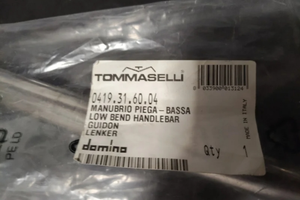 TOMMASELLI
0419.31.60.04
MANUBRIO PIEGA-BASSA
LOW BEND HANDLEBAR
GUIDON
LENKER
domino
Qty 1
MADE IN ITALY
PELD